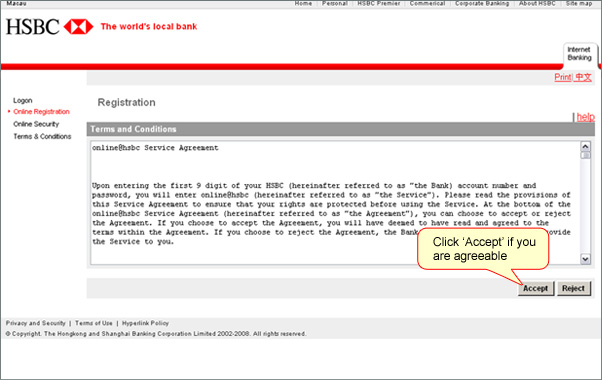 Macau
Home | Personal | HSBC Premier | Commerical | Corporate Banking | About HSBC | Site map
HSBC The world's local bank
Internet
Banking
Print| 中文
Logon
Online Registration
Online Security
Terms & Conditions
Registration
| help
Terms and Conditions
online@hsbc Service Agreement
Upon entering the first 9 digit of your HSBC (hereinafter referred to as "the Bank) account number and
password, you will enter online@hsbc (hereinafter referred to as "the Service"). Please read the provisions of
this Service Agreement to ensure that your rights are protected before using the Service. At the bottom of the
online@hsbc Service Agreement (hereinafter referred to as "the Agreement"), you can choose to accept or reject
the Agreement. If you choose to accept the Agreement, you will have deemed to have read and agreed to the
terms within the Agreement. If you choose to reject the Agreement, the Bank
ovide
the Service to you.
Click 'Accept' if you
are agreeable
Accept Reject
Privacy and Security | Terms of Use | Hyperlink Policy
© Copyright. The Hongkong and Shanghai Banking Corporation Limited 2002-2008. All rights reserved.